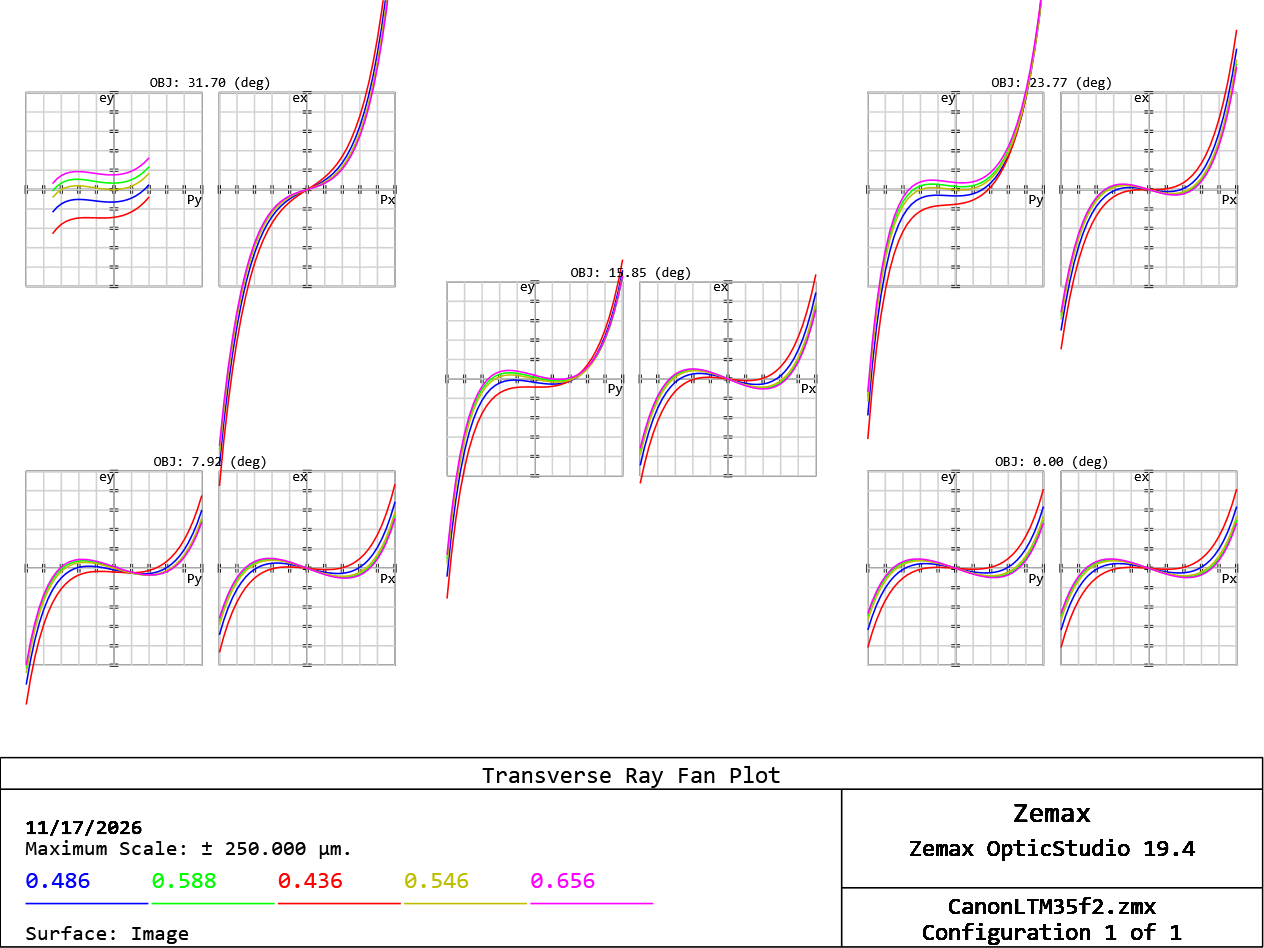 OBJ: 31.70 (deg)
ey
ex
Py
Px
OBJ: 23.77 (deg)
ey
ex
Py
Px
OBJ: 15.85 (deg)
ey
ex
Py
Px
OBJ: 7.92 (deg)
ey
ex
Py
Px
OBJ: 0.00 (deg)
ey
ex
Py
Px
Transverse Ray Fan Plot
11/17/2026
Maximum Scale: ± 250.000 μm.
0.486 0.588 0.436 0.546 0.656
Surface: Image
Zemax
Zemax OpticStudio 19.4
CanonLTM35f2.zmx
Configuration 1 of 1